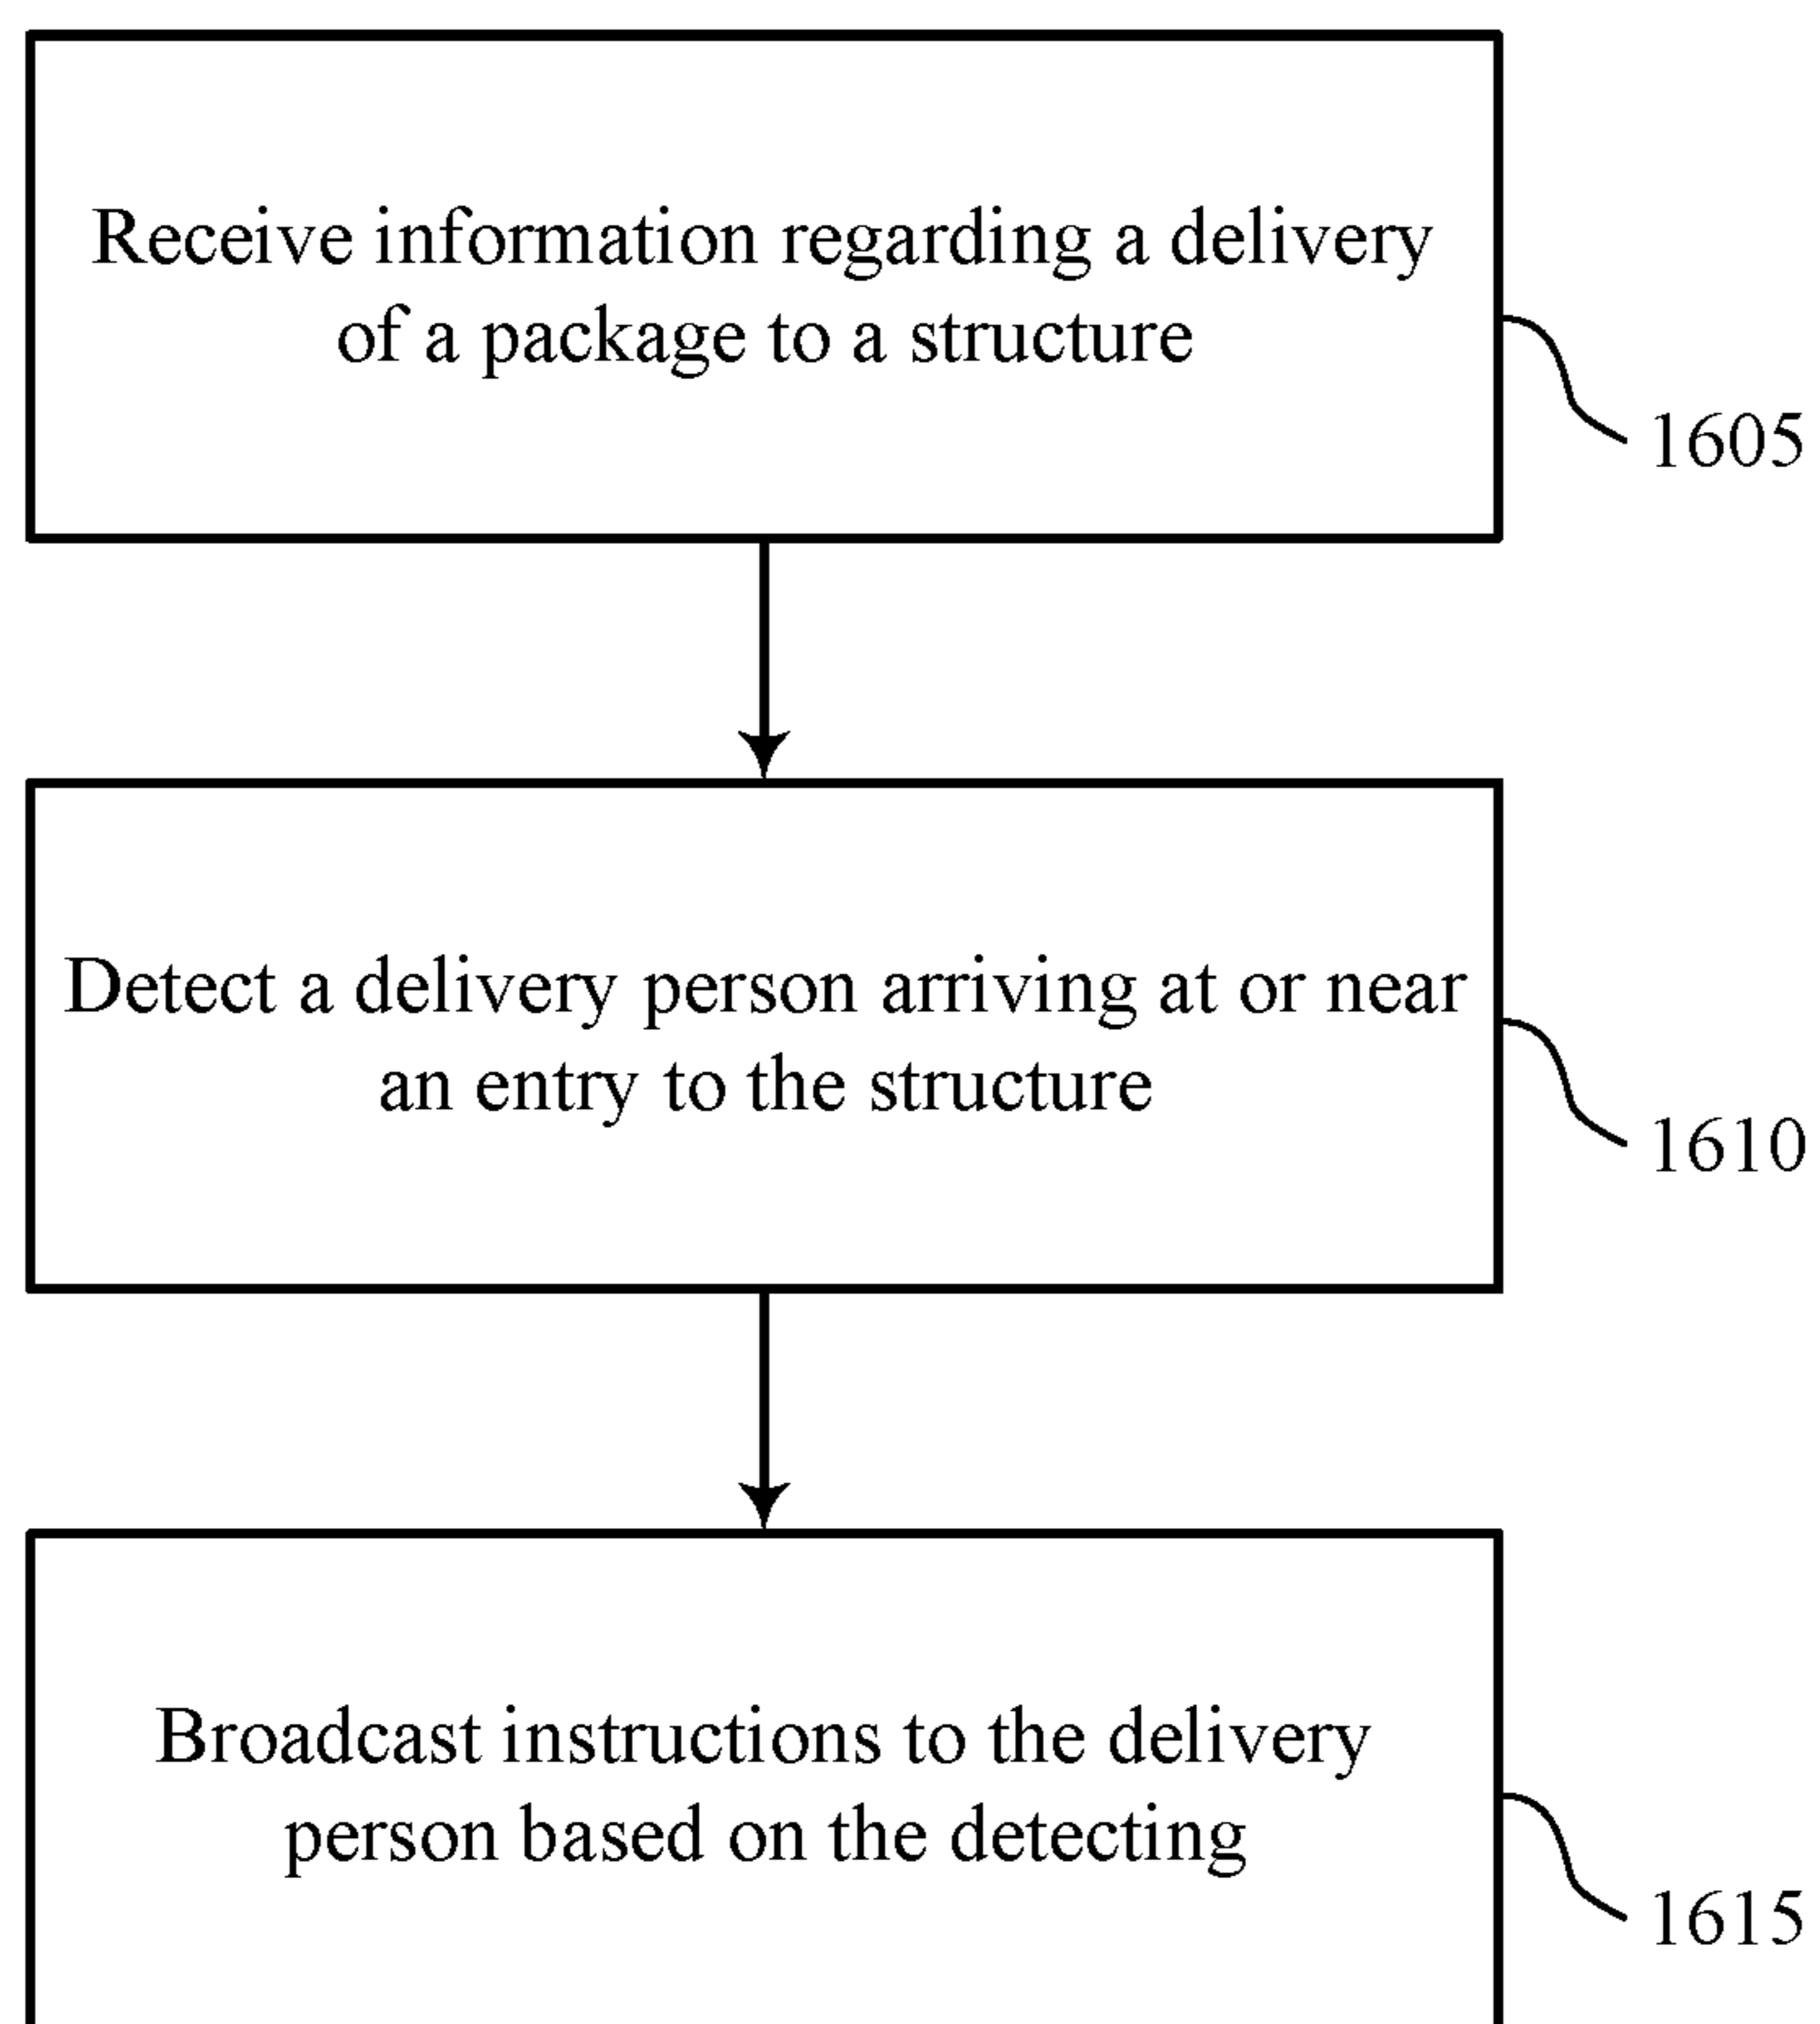 Receive information regarding a delivery
of a package to a structure
1605
Detect a delivery person arriving at or near
an entry to the structure
1610
Broadcast instructions to the delivery
person based on the detecting
1615